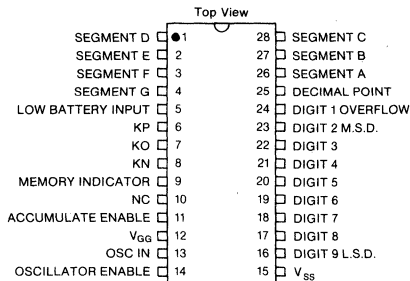 Top View
SEGMENT D 1 28 SEGMENT C
SEGMENT E 2 27 SEGMENT B
SEGMENT F 3 26 SEGMENT A
SEGMENT G 4 25 DECIMAL POINT
LOW BATTERY INPUT 5 24 DIGIT 1 OVERFLOW
KP 6 23 DIGIT 2 M.S.D.
KO 7 22 DIGIT 3
KN 8 21 DIGIT 4
MEMORY INDICATOR 9 20 DIGIT 5
NC 10 19 DIGIT 6
ACCUMULATE ENABLE 11 18 DIGIT 7
VGG 12 17 DIGIT 8
OSC IN 13 16 DIGIT 9 L.S.D.
OSCILLATOR ENABLE 14 15 VSS